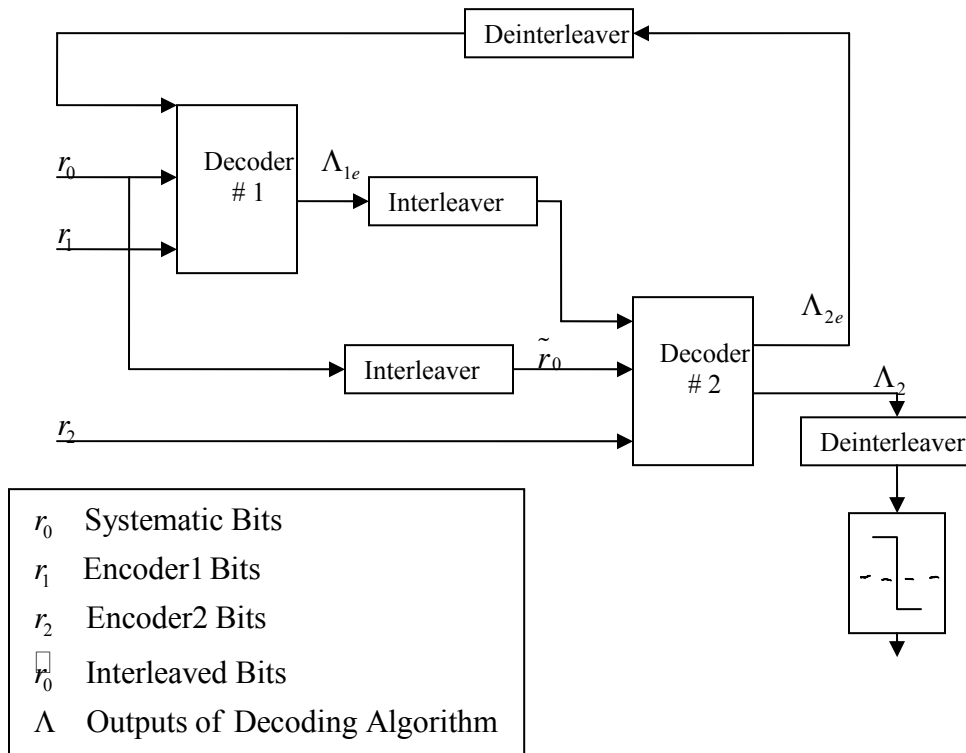 Deinterleaver
r₀
Decoder
# 1
Λ₁ₑ
Interleaver
r₁
Λ₂ₑ
Interleaver
r̃₀
Decoder
# 2
Λ₂
r₂
Deinterleaver
r₀ Systematic Bits
r₁ Encoder1 Bits
r₂ Encoder2 Bits
r₀ Interleaved Bits
Λ Outputs of Decoding Algorithm